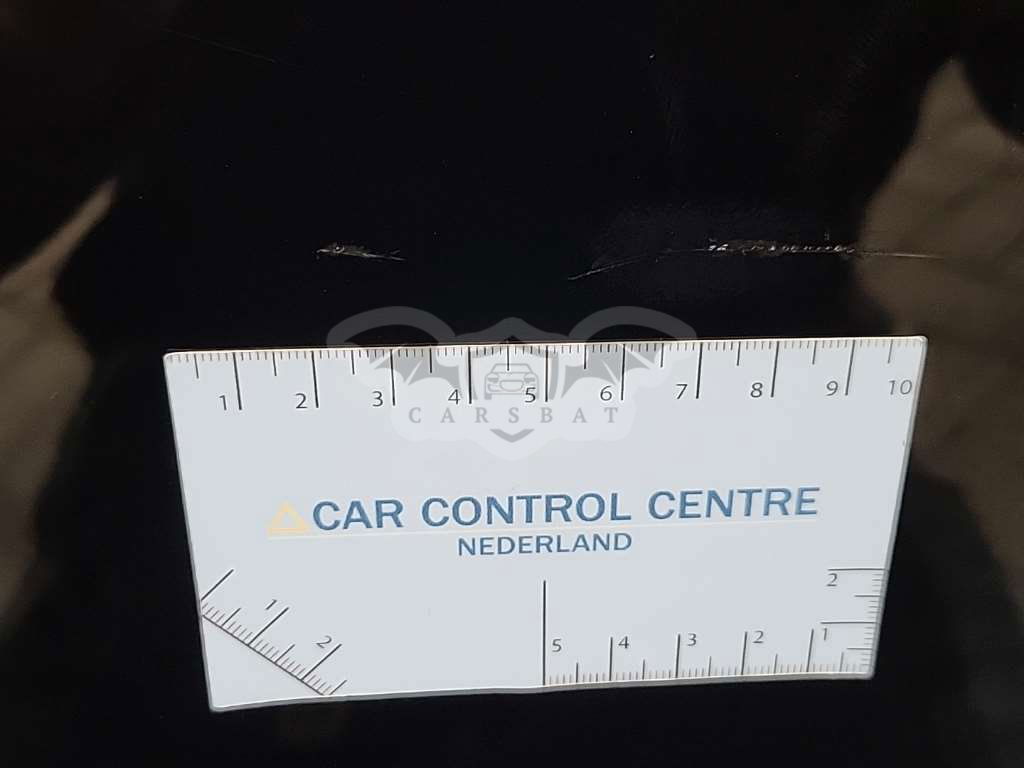 1 2 3 4 5 6 7 8 9 10
CARSBAT
CAR CONTROL CENTRE
NEDERLAND
1 2
5 4 3 2 1
2